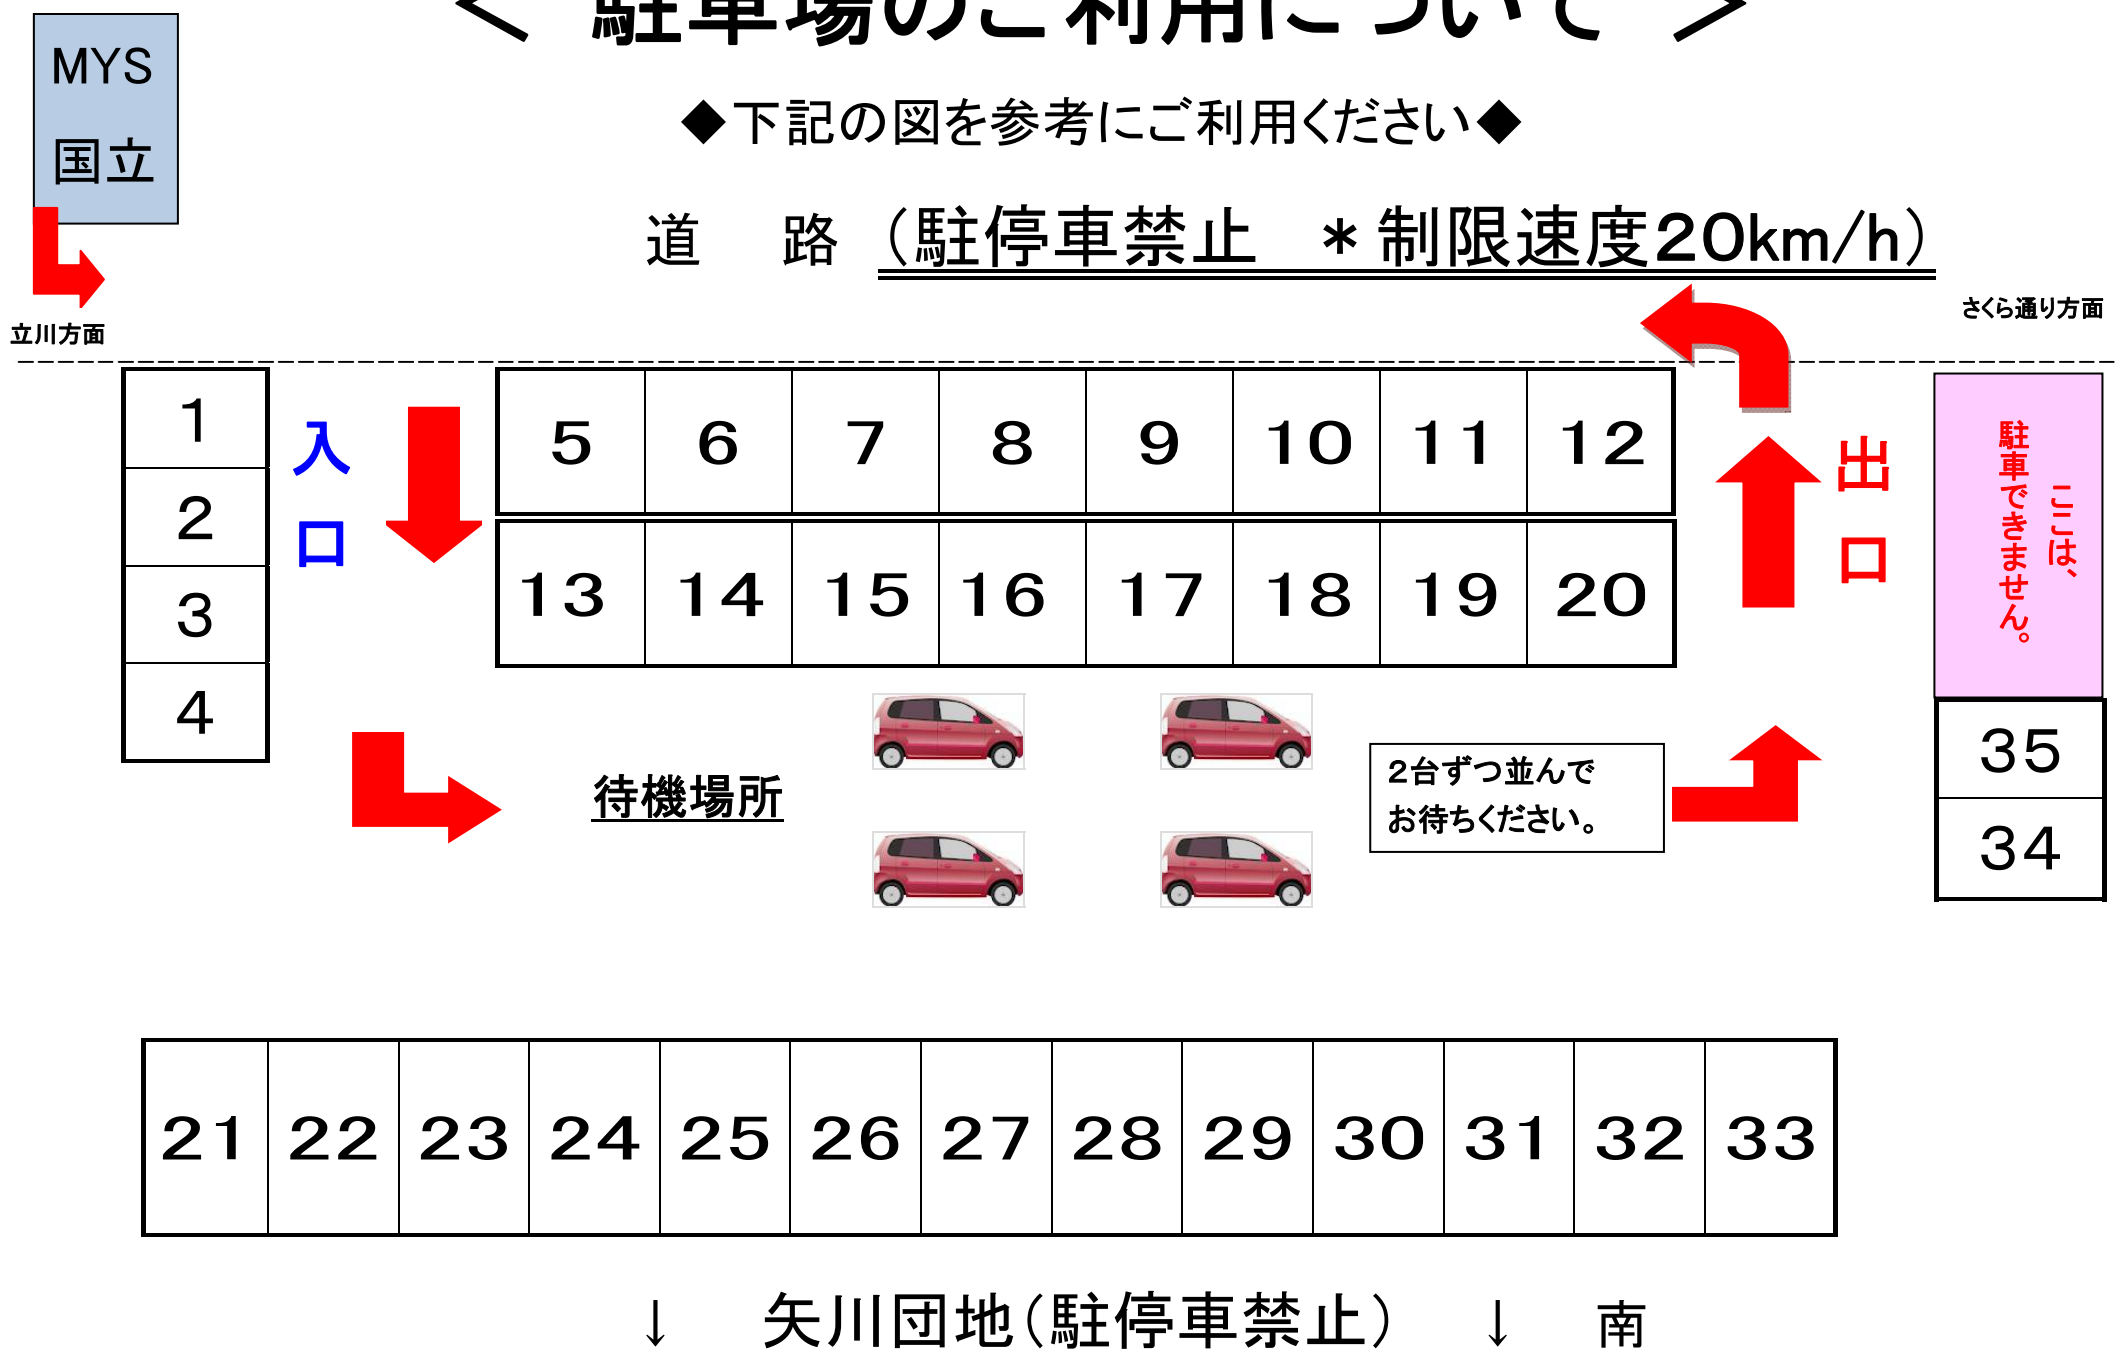 ＜ 駐車場のご利用について ＞
MYS
国立
◆下記の図を参考にご利用ください◆
道　路 （駐停車禁止　＊制限速度20km/h）
立川方面
さくら通り方面
1
2
3
4
入口
5 6 7 8 9 10 11 12
13 14 15 16 17 18 19 20
出口
ここは、
駐車できません。
35
34
待機場所
2台ずつ並んで
お待ちください。
21 22 23 24 25 26 27 28 29 30 31 32 33
↓　矢川団地（駐停車禁止）　↓　南